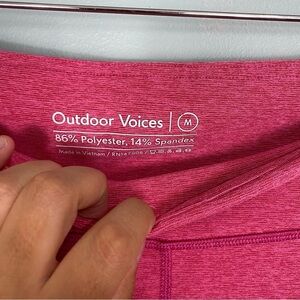 Outdoor Voices | M
86% Polyester, 14% Spandex
Made in Vietnam /